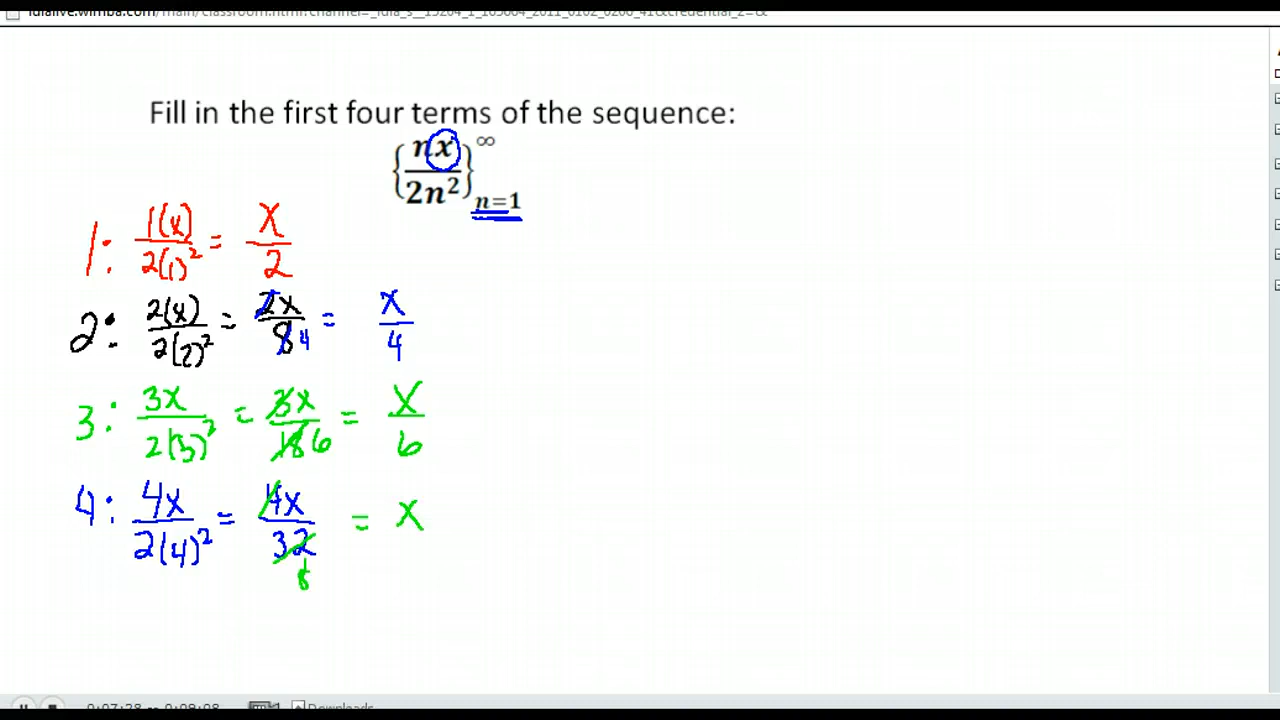 Fill in the first four terms of the sequence:
{nx/2n²}∞n=1
1: 1(x)/2(1)² = x/2
2: 2(x)/2(2)² = 2x/8 4 = x/4
3: 3x/2(3)² = 3x/18 6 = x/6
4: 4x/2(4)² = 4x/32 8 = x
Downloads